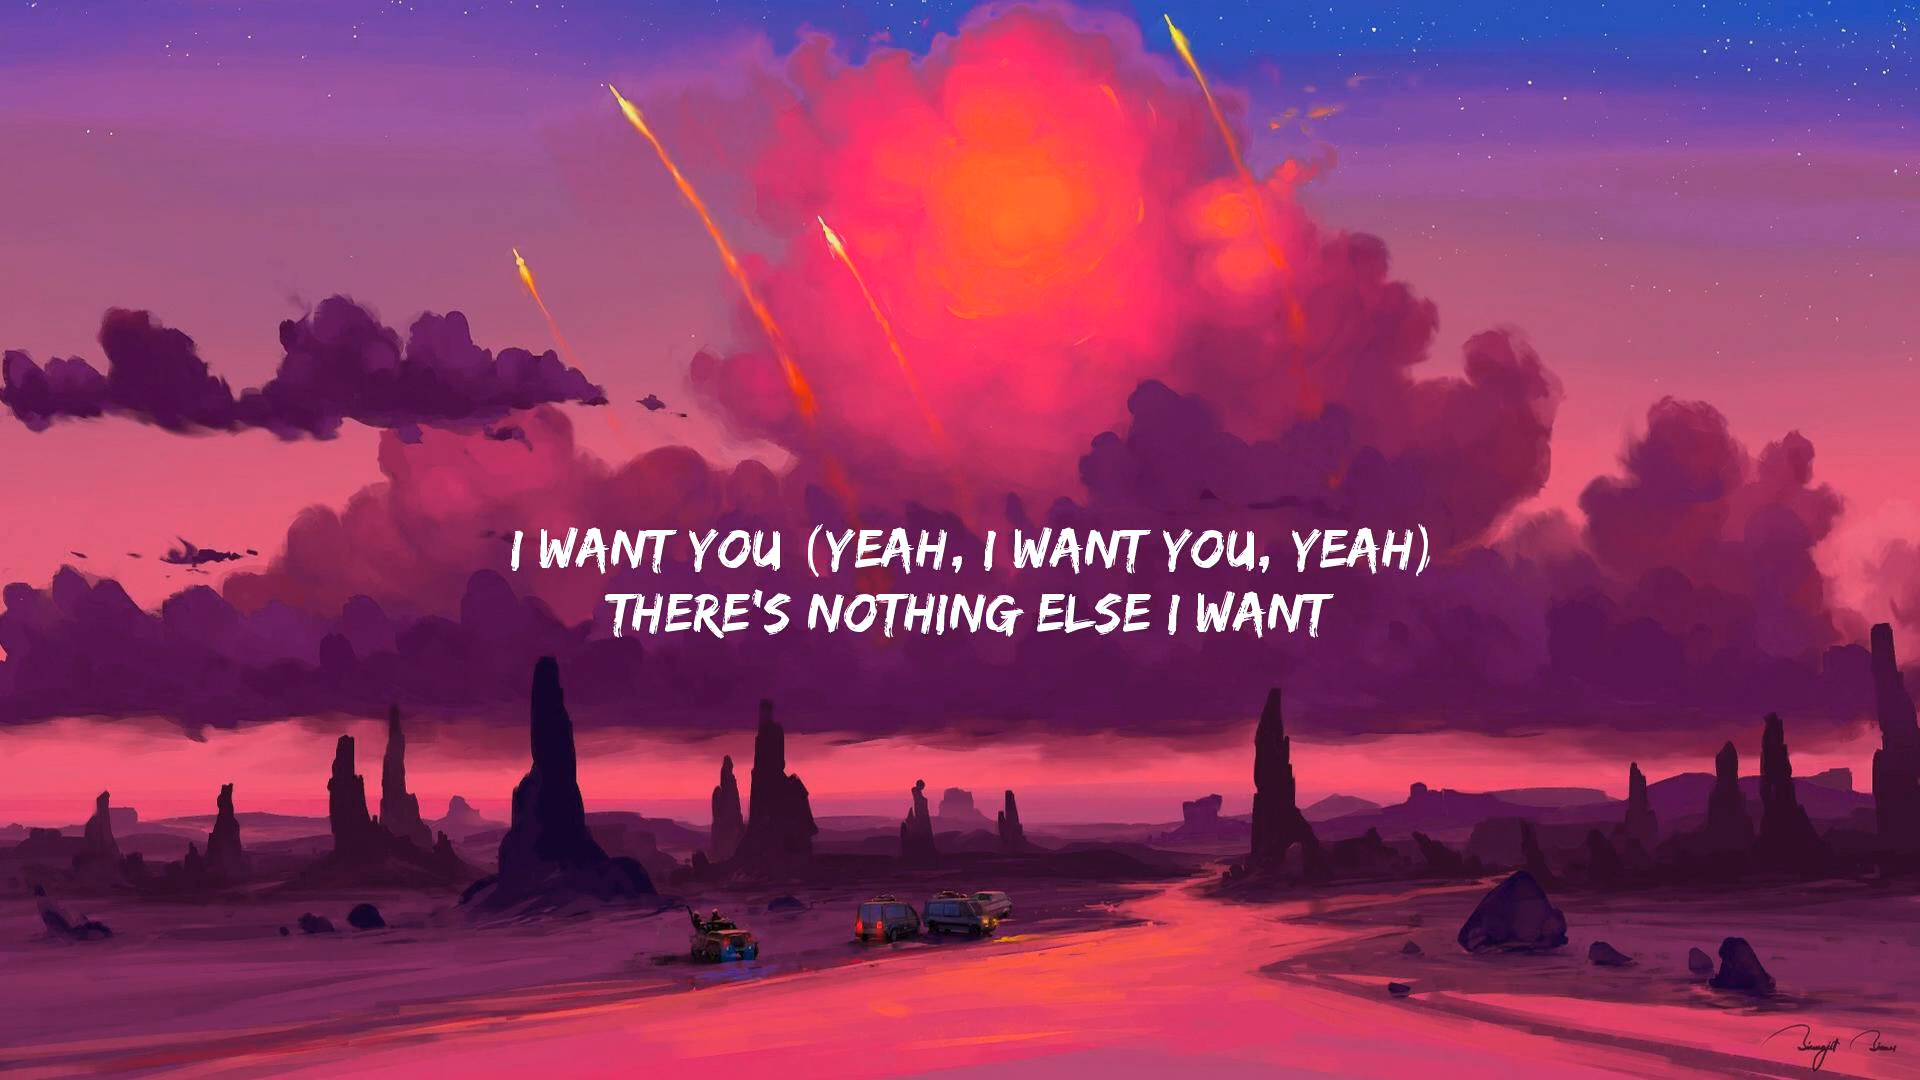 I WANT YOU (YEAH, I WANT YOU, YEAH)
THERE'S NOTHING ELSE I WANT